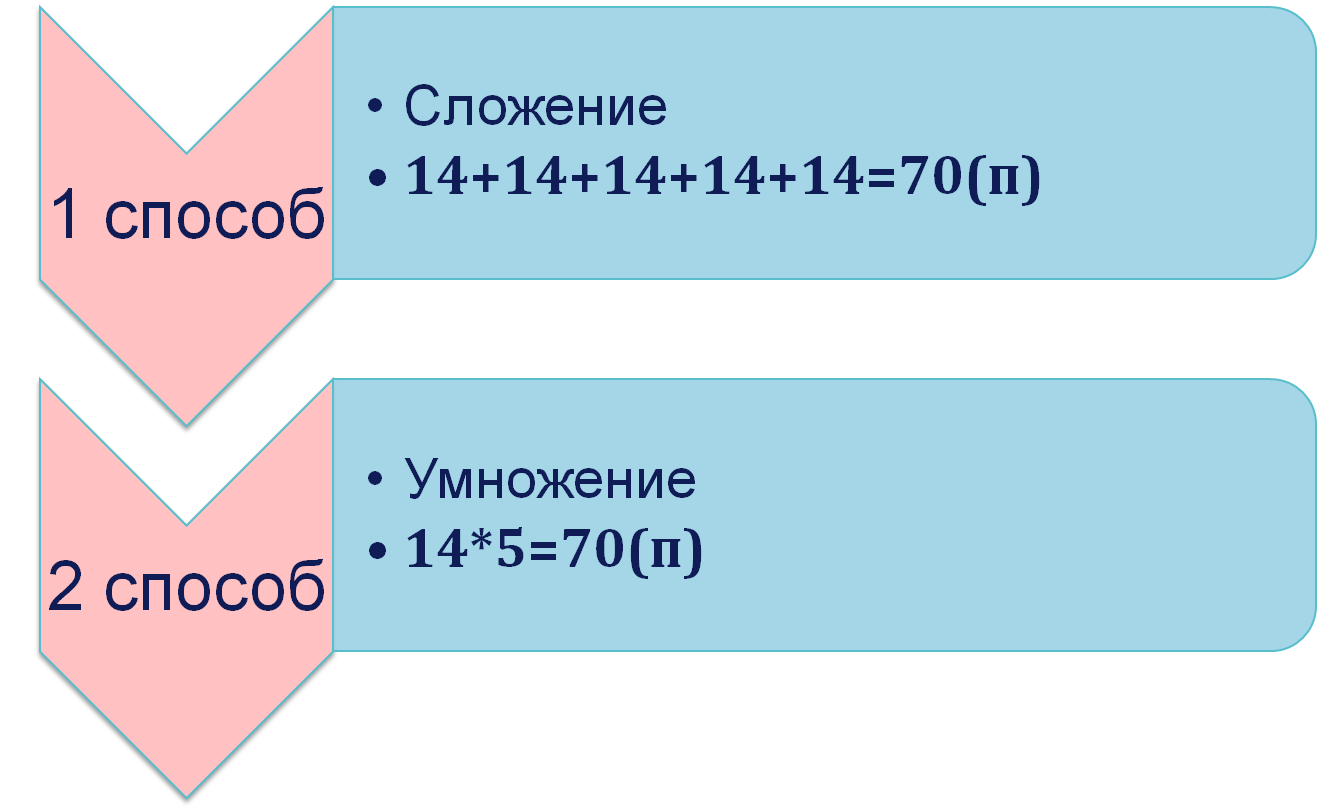 1 способ
• Сложение
• 14+14+14+14+14=70(п)
2 способ
• Умножение
• 14*5=70(п)